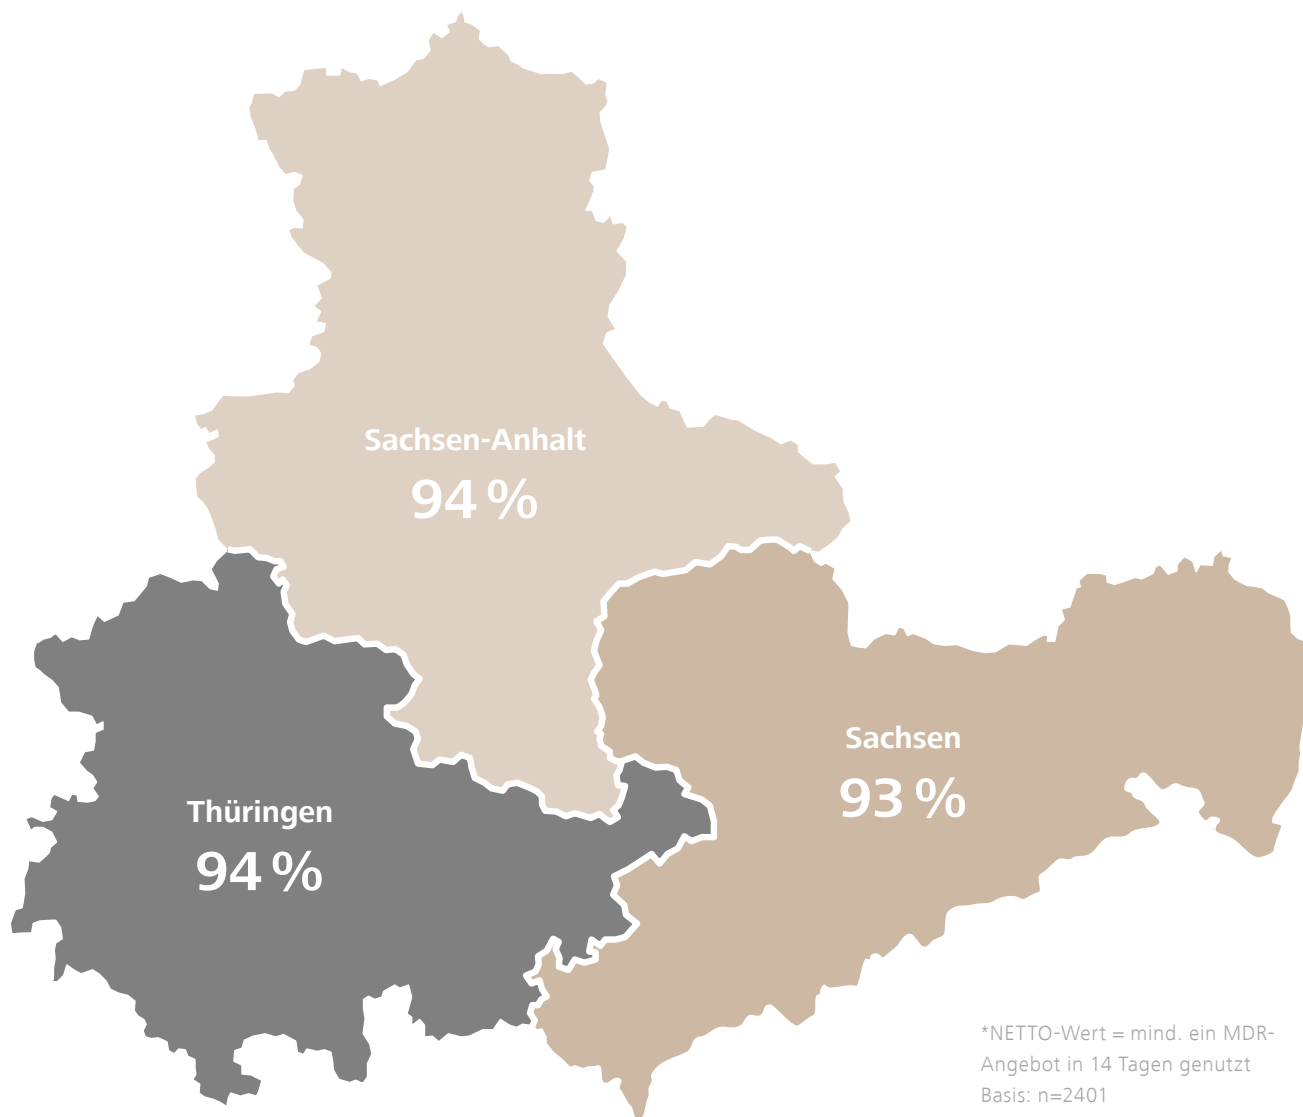 Sachsen-Anhalt
94 %
Sachsen
93 %
Thüringen
94 %
*NETTO-Wert = mind. ein MDR-
Angebot in 14 Tagen genutzt
Basis: n=2401